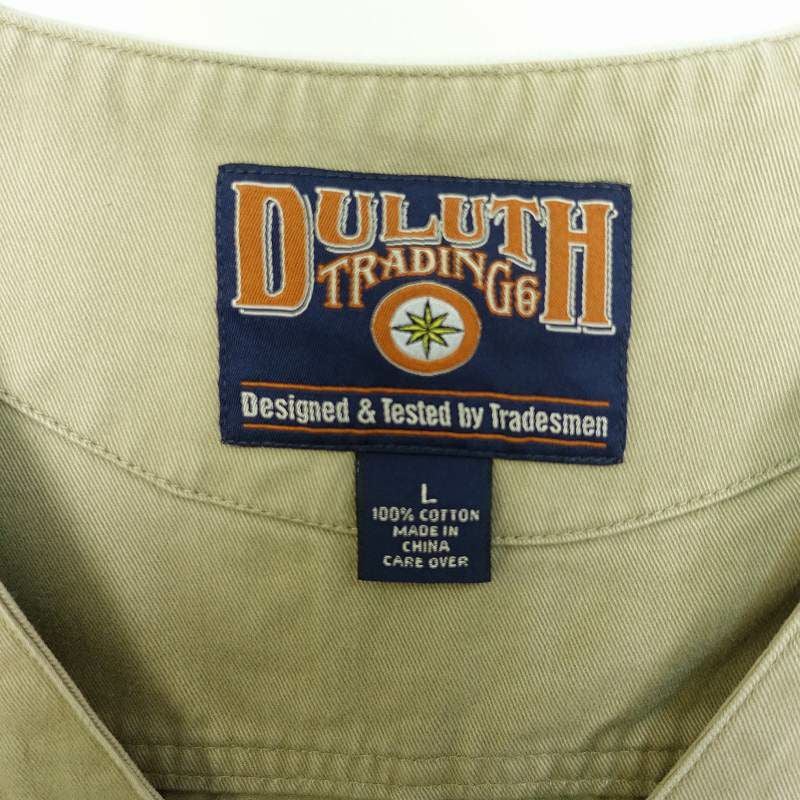 DULUTH
TRADING Co
Designed & Tested by Tradesmen
L
100% COTTON
MADE IN
CHINA
CARE OVER